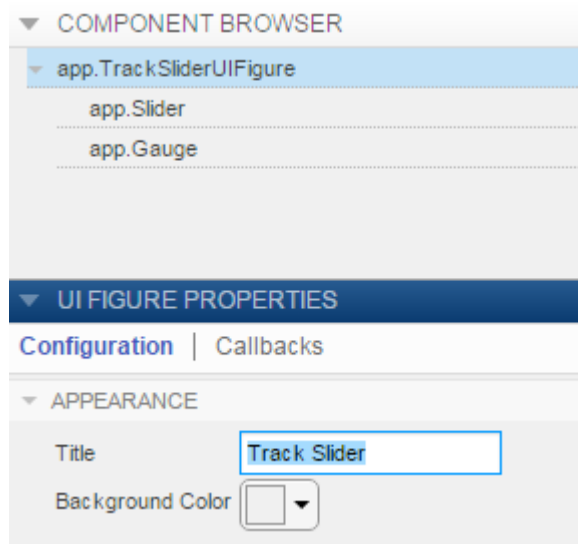 COMPONENT BROWSER
app.TrackSliderUIFigure
app.Slider
app.Gauge
UI FIGURE PROPERTIES
Configuration | Callbacks
APPEARANCE
Title Track Slider
Background Color